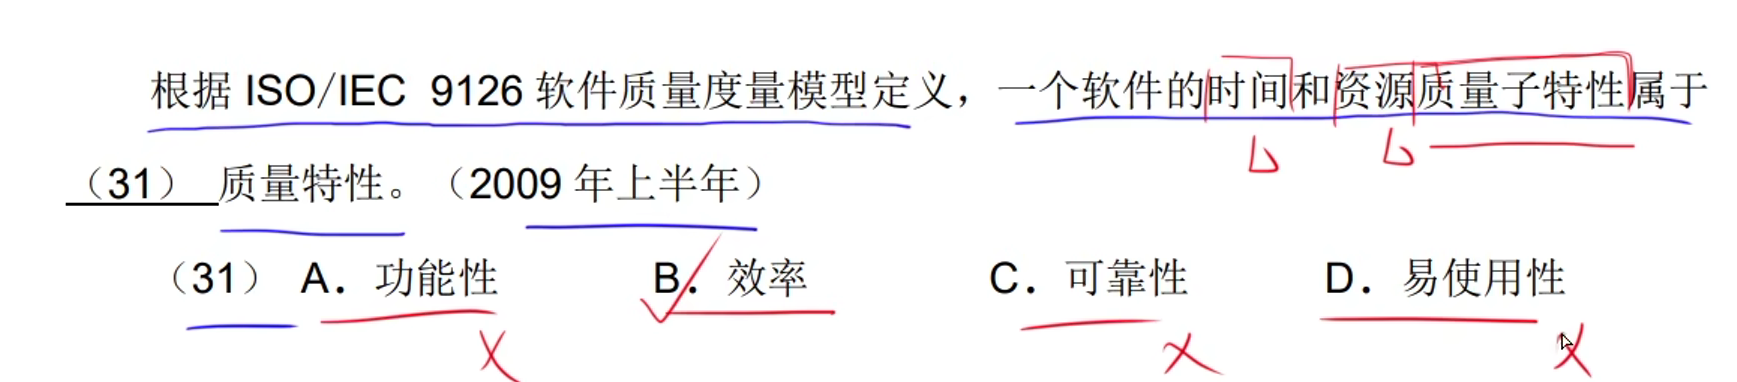 根据 ISO/IEC 9126 软件质量度量模型定义，一个软件的时间和资源质量子特性属于
（31） 质量特性。（2009 年上半年）
（31） A. 功能性 B. 效率 C. 可靠性 D. 易使用性